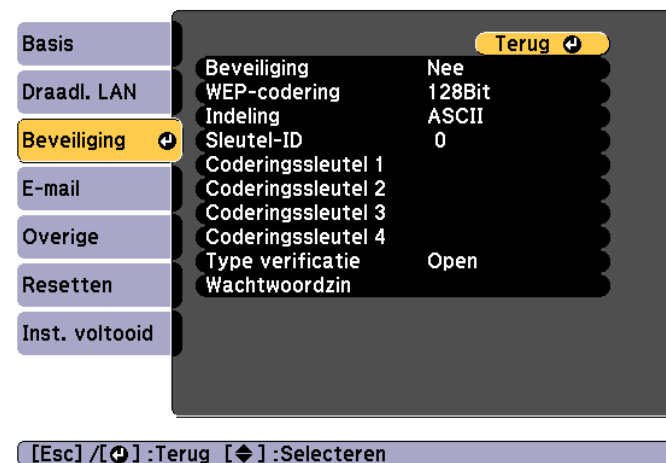 Basis
Draadl. LAN
Beveiliging
E-mail
Overige
Resetten
Inst. voltooid
Terug
Beveiliging Nee
WEP-codering 128Bit
Indeling ASCII
Sleutel-ID 0
Coderingssleutel 1
Coderingssleutel 2
Coderingssleutel 3
Coderingssleutel 4
Type verificatie Open
Wachtwoordzin
[Esc] /[⏎] :Terug [◆] :Selecteren